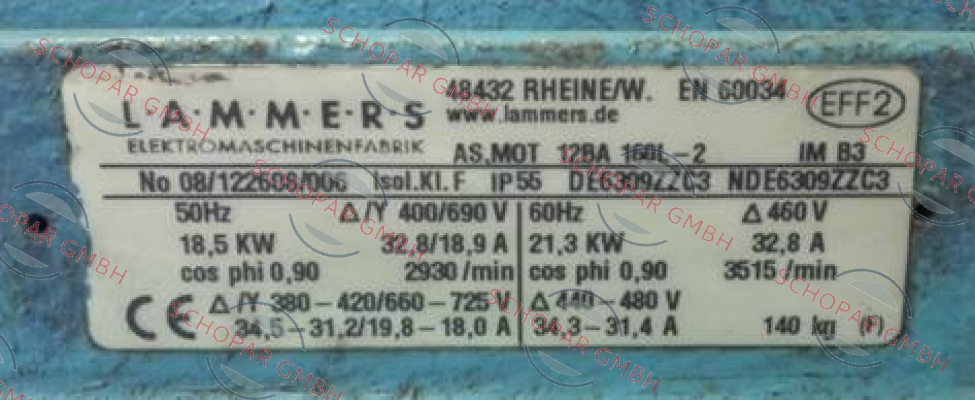 L·A·M·M·E·R·S
ELEKTROMASCHINENFABRIK
48432 RHEINE/W. EN 60034
www.lammers.de
EFF2
AS.MOT 12BA 160L-2 IM B3
No 08/122608/006 Isol.Kl.F IP55 DE6309ZZC3 NDE6309ZZC3
50Hz Δ/Y 400/690 V 60Hz Δ 460 V
18,5 KW 32,8/18,9 A 21,3 KW 32,8 A
cos phi 0,90 2930/min cos phi 0,90 3515/min
CE Δ/Y 380-420/660-725 V Δ 440-480 V
34,5-31,2/19,8-18,0 A 34,3-31,4 A 140 kg (F)
SCHOPAR GMBH